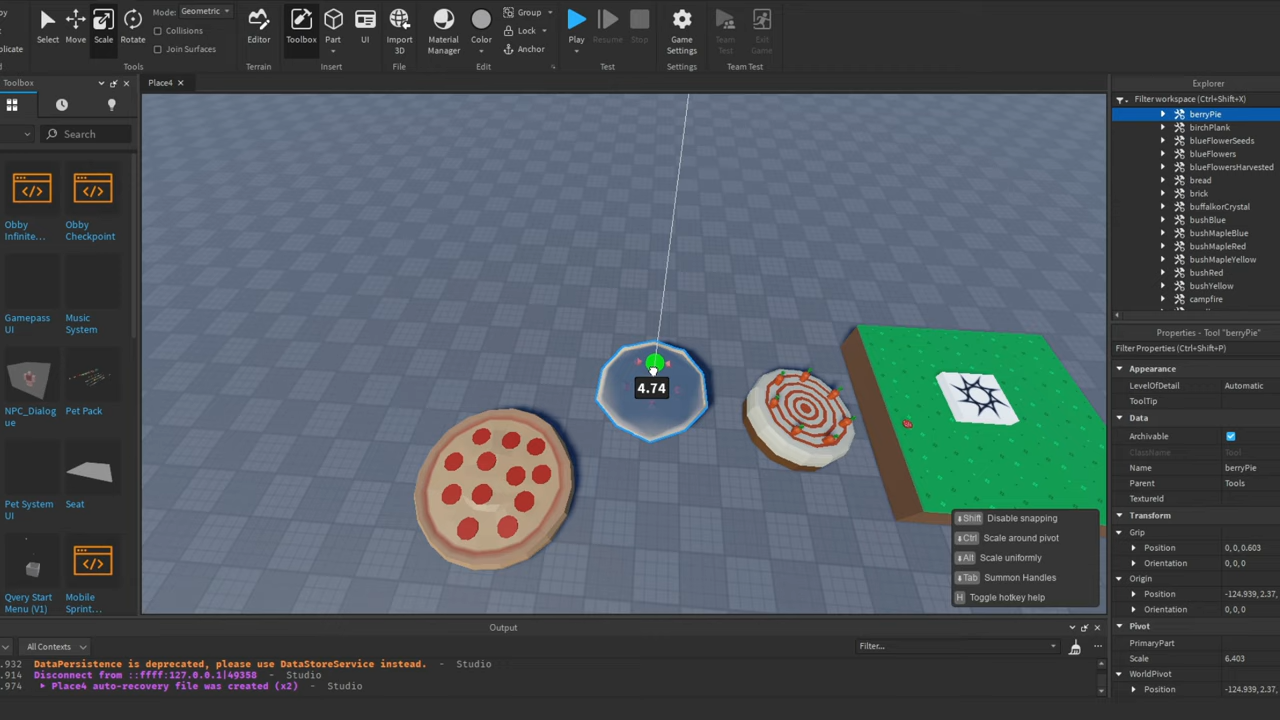 py
Mode: Geometric
Group
Collisions
Lock
plicate
Select
Move
Scale
Rotate
Join Surfaces
Editor
Toolbox
Part
UI
Import
3D
Material
Manager
Color
Anchor
Play
Resume
Stop
Game
Settings
Team
Test
Exit
Game
Tools
Terrain
Insert
File
Edit
Test
Settings
Team Test
Toolbox
Place4
Explorer
Filter workspace (Ctrl+Shift+X)
Search
berryPie
birchPlank
blueFlowerSeeds
blueFlowers
blueFlowersHarvested
bread
brick
buffalkorCrystal
bushBlue
bushMapleBlue
bushMapleRed
bushMapleYellow
bushRed
bushYellow
campfire
Obby
Infinite...
Obby
Checkpoint
Gamepass
UI
Music
System
NPC_Dialog
ue
Pet Pack
Pet System
UI
Seat
Query Start
Menu (V1)
Mobile
Sprint...
4.74
Shift Disable snapping
Ctrl Scale around pivot
Alt Scale uniformly
Tab Summon Handles
H Toggle hotkey help
Properties - Tool "berryPie"
Filter Properties (Ctrl+Shift+P)
Appearance
LevelOfDetail Automatic
ToolTip
Data
Archivable
ClassName Tool
Name berryPie
Parent Tools
TextureId
Transform
Grip
Position 0, 0, 0.603
Orientation 0, 0, 0
Origin
Position -124.939, 2.37,
Orientation 0, 0, 0
Pivot
PrimaryPart
Scale 6.403
WorldPivot
Position -124.939, 2.37,
Output
All Contexts
Filter...
.932 DataPersistence is deprecated, please use DataStoreService instead. - Studio
.914 Disconnect from ::ffff:127.0.0.1|49358 - Studio
.974 Place4 auto-recovery file was created (x2) - Studio